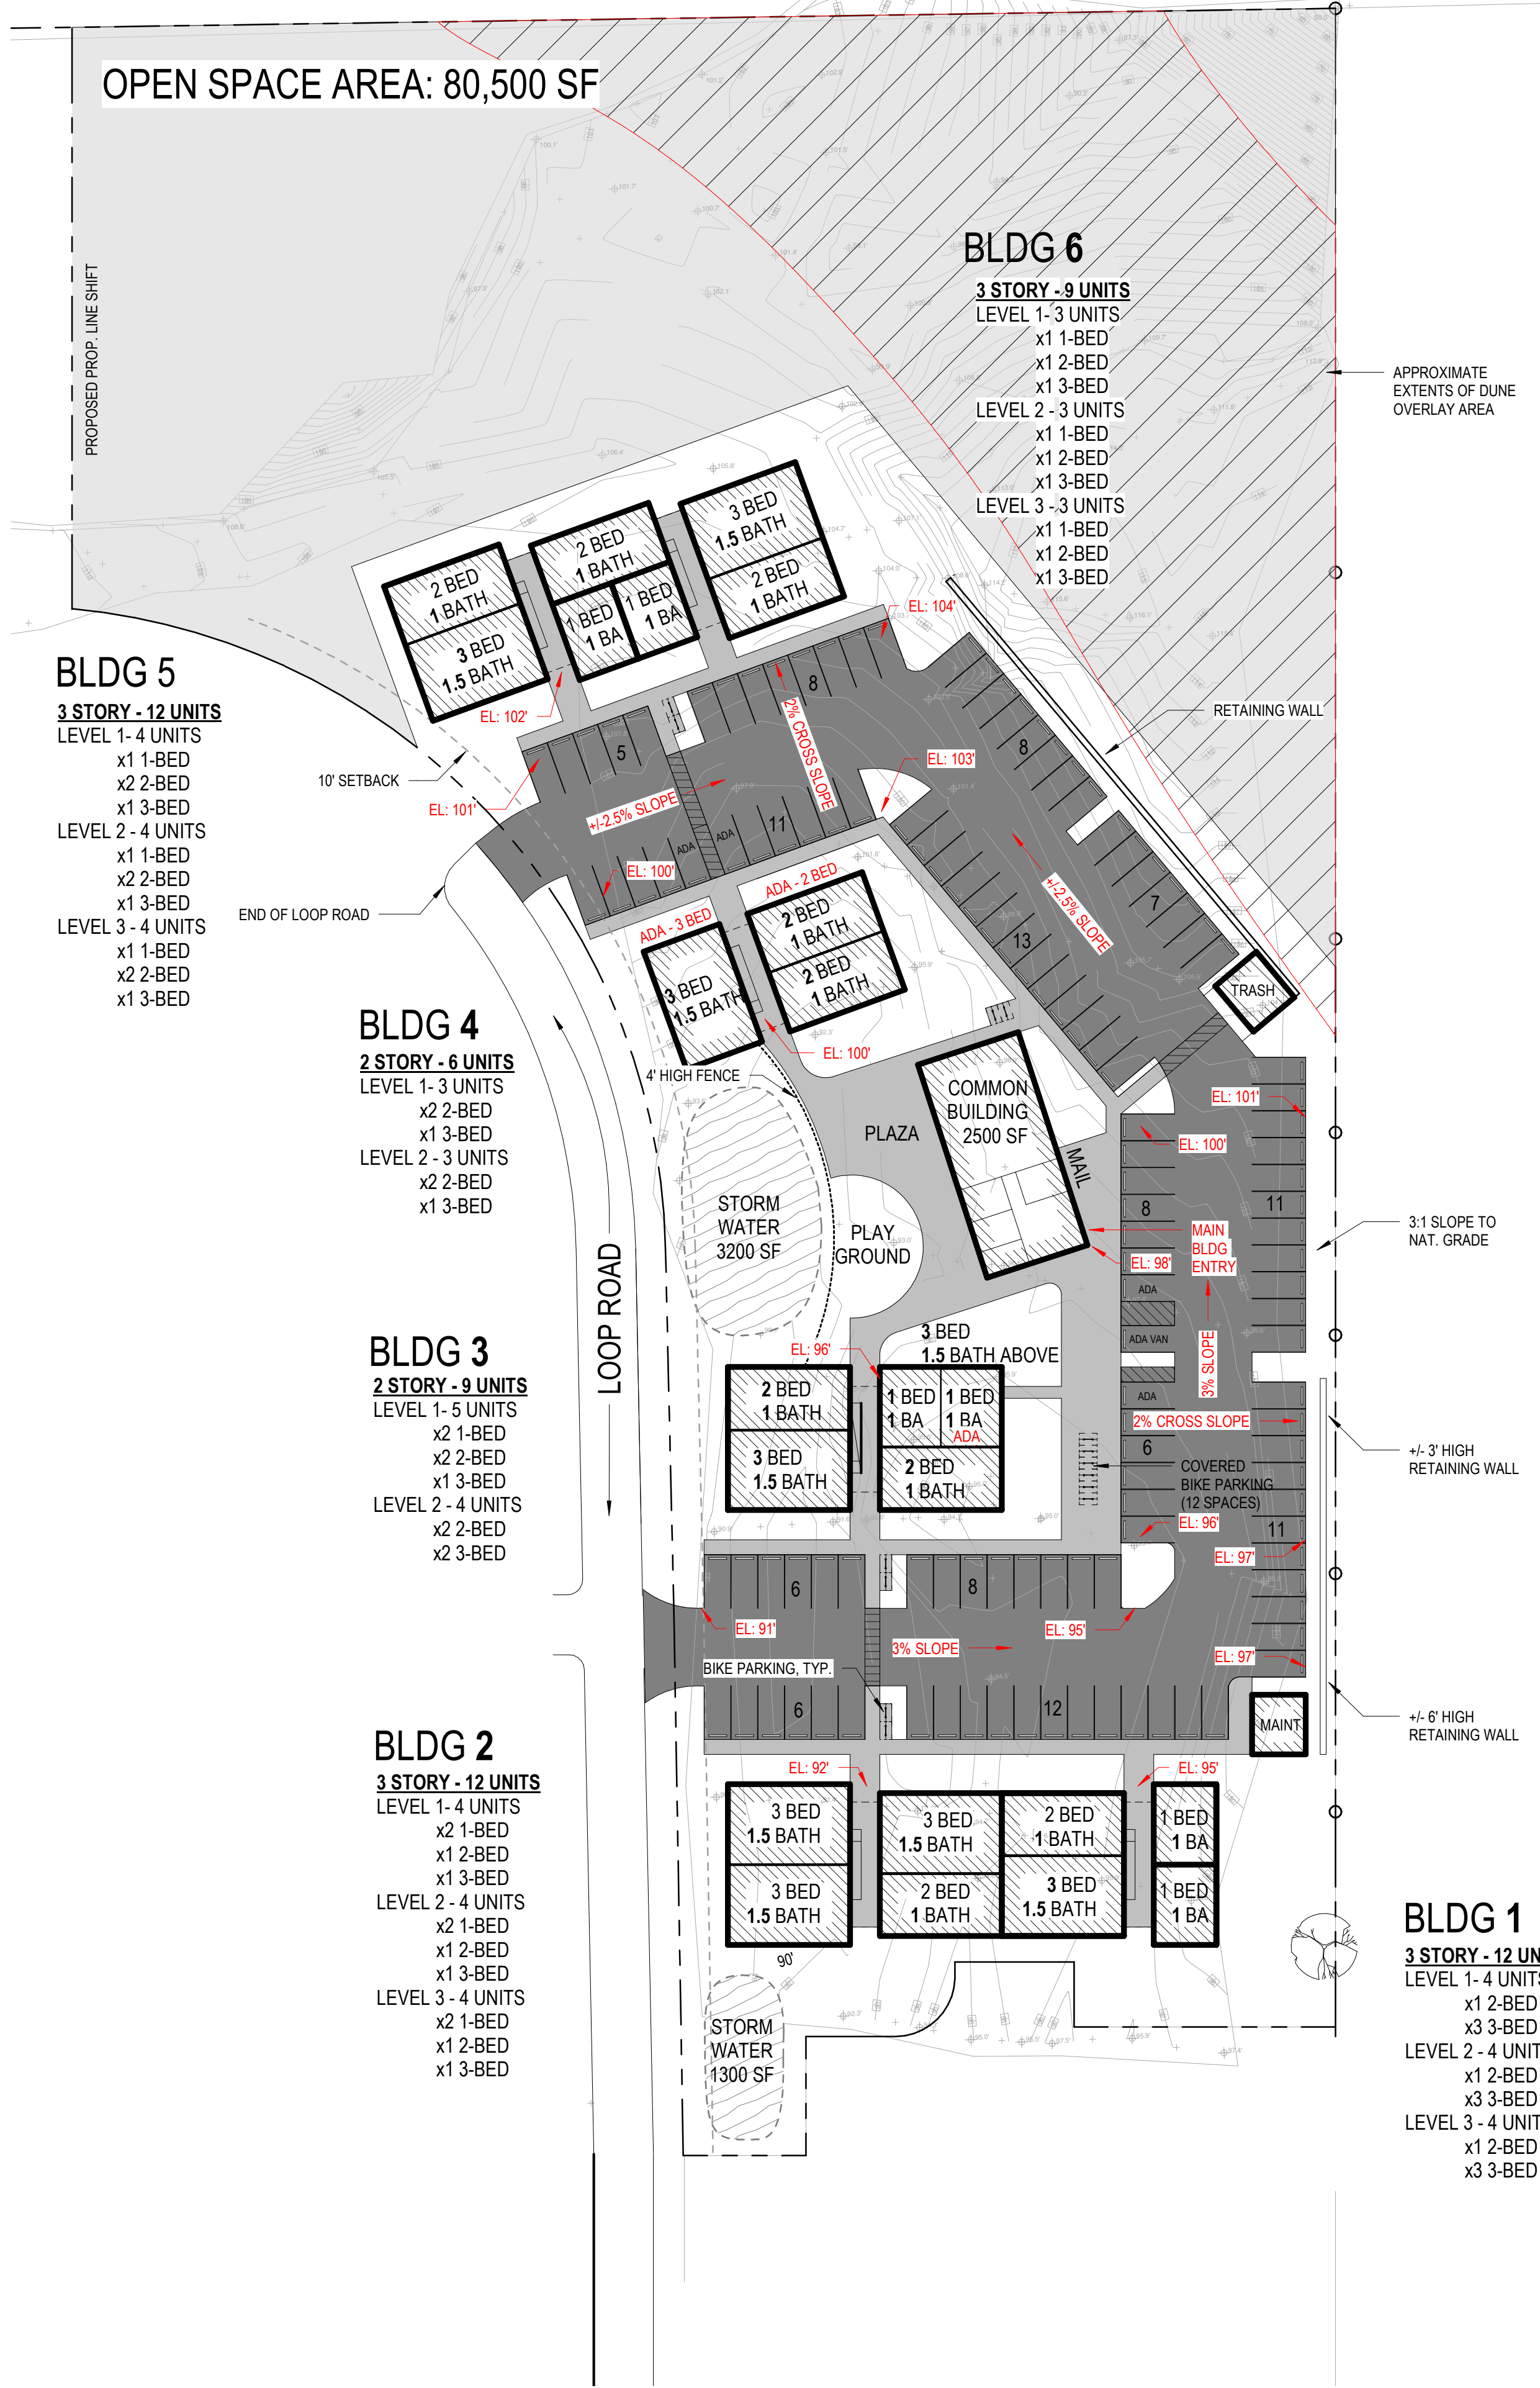 OPEN SPACE AREA: 80,500 SF
PROPOSED PROP. LINE SHIFT
BLDG 6
3 STORY - 9 UNITS
LEVEL 1- 3 UNITS
x1 1-BED
x1 2-BED
x1 3-BED
LEVEL 2 - 3 UNITS
x1 1-BED
x1 2-BED
x1 3-BED
LEVEL 3 - 3 UNITS
x1 1-BED
x1 2-BED
x1 3-BED
APPROXIMATE
EXTENTS OF DUNE
OVERLAY AREA
2 BED
1 BATH
3 BED
1.5 BATH
2 BED
1 BATH
1 BED
1 BA
1 BED
1 BA
3 BED
1.5 BATH
2 BED
1 BATH
EL: 104'
EL: 102'
BLDG 5
3 STORY - 12 UNITS
LEVEL 1- 4 UNITS
x1 1-BED
x2 2-BED
x1 3-BED
LEVEL 2 - 4 UNITS
x1 1-BED
x2 2-BED
x1 3-BED
LEVEL 3 - 4 UNITS
x1 1-BED
x2 2-BED
x1 3-BED
10' SETBACK
EL: 101'
END OF LOOP ROAD
5
8
8
2% CROSS SLOPE
RETAINING WALL
EL: 103'
+/-2.5% SLOPE
11
ADA
ADA
EL: 100'
+/-2.5% SLOPE
7
13
TRASH
ADA - 3 BED
ADA - 2 BED
3 BED
1.5 BATH
2 BED
1 BATH
2 BED
1 BATH
EL: 100'
BLDG 4
2 STORY - 6 UNITS
LEVEL 1- 3 UNITS
x2 2-BED
x1 3-BED
LEVEL 2 - 3 UNITS
x2 2-BED
x1 3-BED
4' HIGH FENCE
COMMON
BUILDING
2500 SF
PLAZA
MAIL
EL: 101'
EL: 100'
8
11
STORM
WATER
3200 SF
PLAY
GROUND
MAIN
BLDG
ENTRY
EL: 98'
3:1 SLOPE TO
NAT. GRADE
ADA
ADA VAN
ADA
3% SLOPE
2% CROSS SLOPE
LOOP ROAD
BLDG 3
2 STORY - 9 UNITS
LEVEL 1- 5 UNITS
x2 1-BED
x2 2-BED
x1 3-BED
LEVEL 2 - 4 UNITS
x2 2-BED
x2 3-BED
EL: 96'
3 BED
1.5 BATH ABOVE
2 BED
1 BATH
3 BED
1.5 BATH
1 BED
1 BA
1 BED
1 BA
ADA
2 BED
1 BATH
6
COVERED
BIKE PARKING
(12 SPACES)
+/- 3' HIGH
RETAINING WALL
EL: 96'
11
EL: 97'
6
8
EL: 91'
EL: 95'
3% SLOPE
EL: 97'
BIKE PARKING, TYP.
6
12
MAINT
+/- 6' HIGH
RETAINING WALL
BLDG 2
3 STORY - 12 UNITS
LEVEL 1- 4 UNITS
x2 1-BED
x1 2-BED
x1 3-BED
LEVEL 2 - 4 UNITS
x2 1-BED
x1 2-BED
x1 3-BED
LEVEL 3 - 4 UNITS
x2 1-BED
x1 2-BED
x1 3-BED
EL: 92'
EL: 95'
3 BED
1.5 BATH
3 BED
1.5 BATH
3 BED
1.5 BATH
2 BED
1 BATH
2 BED
1 BATH
3 BED
1.5 BATH
1 BED
1 BA
1 BED
1 BA
90'
STORM
WATER
1300 SF
BLDG 1
3 STORY - 12 UN
LEVEL 1- 4 UNITS
x1 2-BED
x3 3-BED
LEVEL 2 - 4 UNIT
x1 2-BED
x3 3-BED
LEVEL 3 - 4 UNIT
x1 2-BED
x3 3-BED